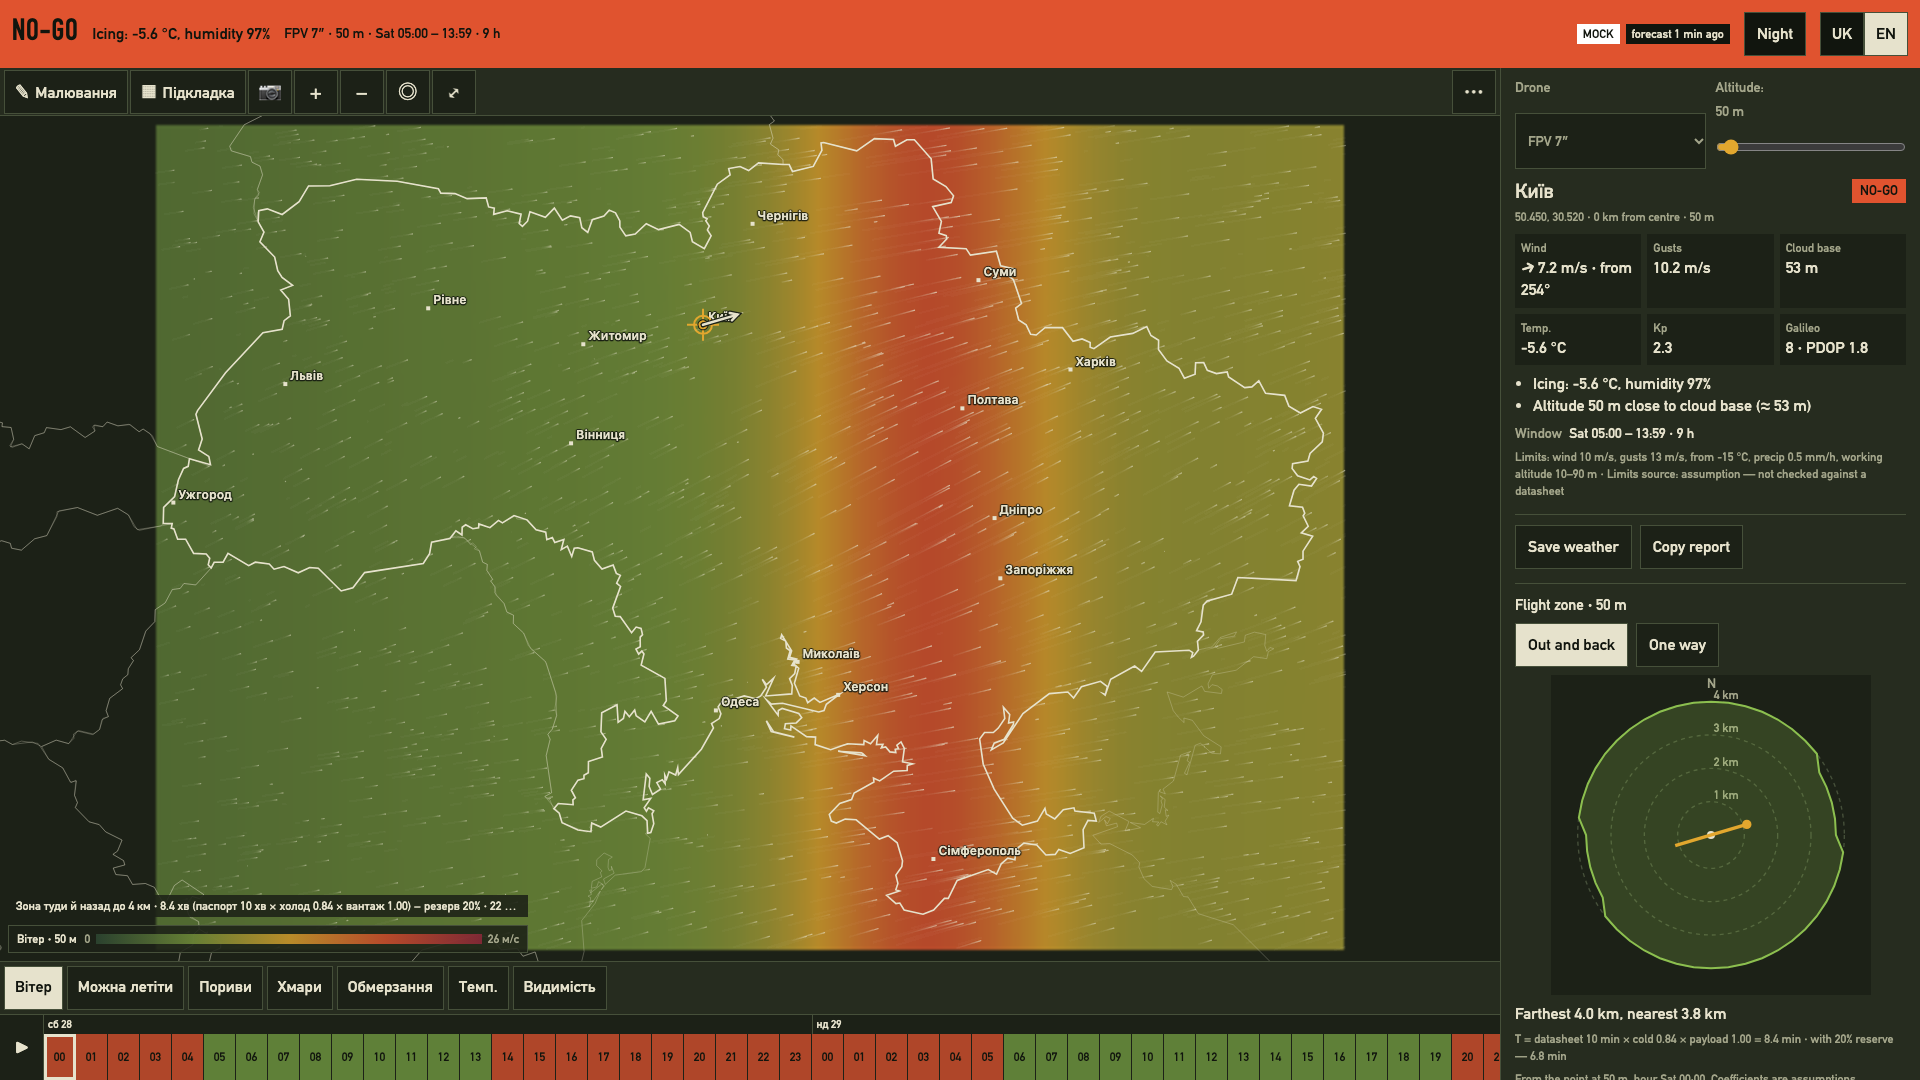 NO-GO
Icing: -5.6 °C, humidity 97%
FPV 7″ · 50 m · Sat 05:00 – 13:59 · 9 h
MOCK
forecast 1 min ago
Night
UK
EN
Малювання
Підкладка
Drone
Altitude:
50 m
FPV 7″
Київ
NO-GO
50.450, 30.520 · 0 km from centre · 50 m
Wind
7.2 m/s · from
254°
Gusts
10.2 m/s
Cloud base
53 m
Temp.
-5.6 °C
Kp
2.3
Galileo
8 · PDOP 1.8
• Icing: -5.6 °C, humidity 97%
• Altitude 50 m close to cloud base (≈ 53 m)
Window Sat 05:00 – 13:59 · 9 h
Limits: wind 10 m/s, gusts 13 m/s, from -15 °C, precip 0.5 mm/h, working
altitude 10–90 m · Limits source: assumption — not checked against a
datasheet
Save weather
Copy report
Flight zone · 50 m
Out and back
One way
N
4 km
3 km
2 km
1 km
Farthest 4.0 km, nearest 3.8 km
T = datasheet 10 min × cold 0.84 × payload 1.00 = 8.4 min · with 20% reserve
— 6.8 min
From the point at 50 m, hour Sat 00:00. Coefficients are assumptions
Чернігів
Суми
Рівне
Житомир
Харків
Львів
Полтава
Вінниця
Ужгород
Дніпро
Запоріжжя
Миколаїв
Херсон
Одеса
Сімферополь
Зона туди й назад до 4 км · 8.4 хв (паспорт 10 хв × холод 0.84 × вантаж 1.00) – резерв 20% · 22 …
Вітер · 50 м 0
26 м/с
Вітер
Можна летіти
Пориви
Хмари
Обмерзання
Темп.
Видимість
сб 28
нд 29
00 01 02 03 04 05 06 07 08 09 10 11 12 13 14 15 16 17 18 19 20 21 22 23 00 01 02 03 04 05 06 07 08 09 10 11 12 13 14 15 16 17 18 19 20